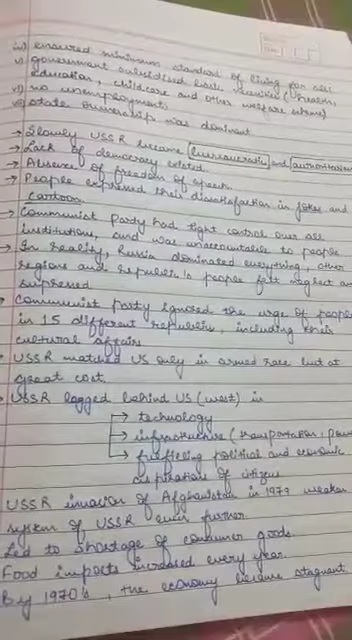 iv) ensured minimum standard of living for all
v) government subsidised basic necessities (health,
education, childcare and other welfare schemes)
vi) no unemployment
vii) state ownership was dominant
→ Slowly USSR became bureaucratic and authoritarian
→ Lack of democracy existed
→ Absence of freedom of speech
→ People expressed their dissatisfaction in jokes and
cartoon
→ Communist party had tight control over all
institutions, and was unaccountable to people
→ In reality, Russia dominated everything, other
regions and republic's people felt neglect and
supressed
Communist party ignored the urge of people
in 15 different republics, including their
cultural affairs
USSR matched US only in armed race but at
great cost.
USSR lagged behind US (west) in
→ technology
→ infrastructure (transportation, power
→ fulfilling political and economic
aspirations of citizens
USSR invasion of Afghanistan in 1979 weaken
system of USSR even further
Led to shortage of consumer goods
Food imports increased every year.
By 1970's, the economy became stagnant